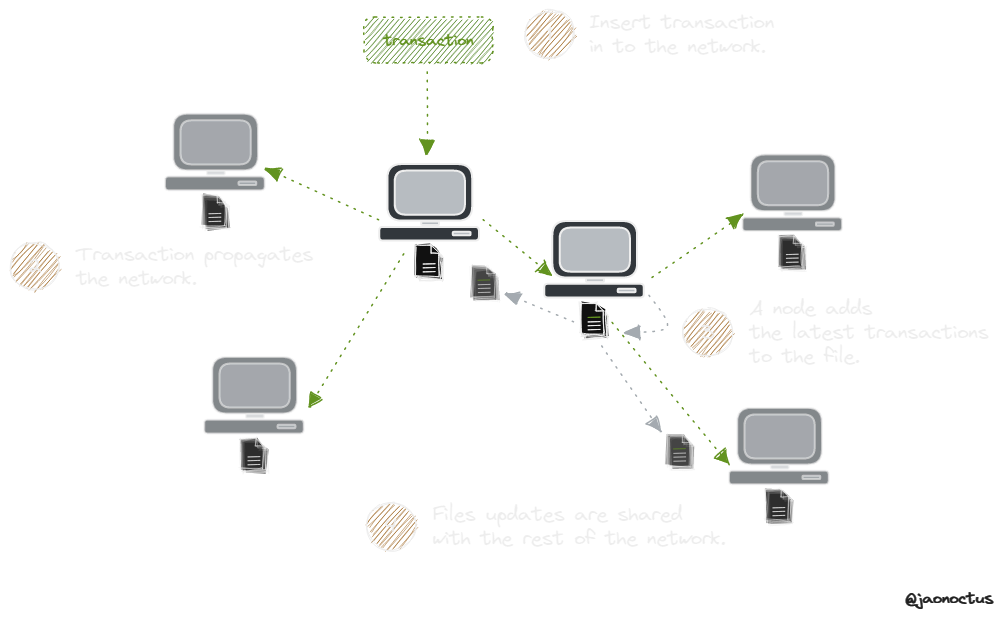 transaction
Insert transaction
in to the network.
Transaction propagates
the network.
A node adds
the latest transactions
to the file.
Files updates are shared
with the rest of the network.
@jaonoctus